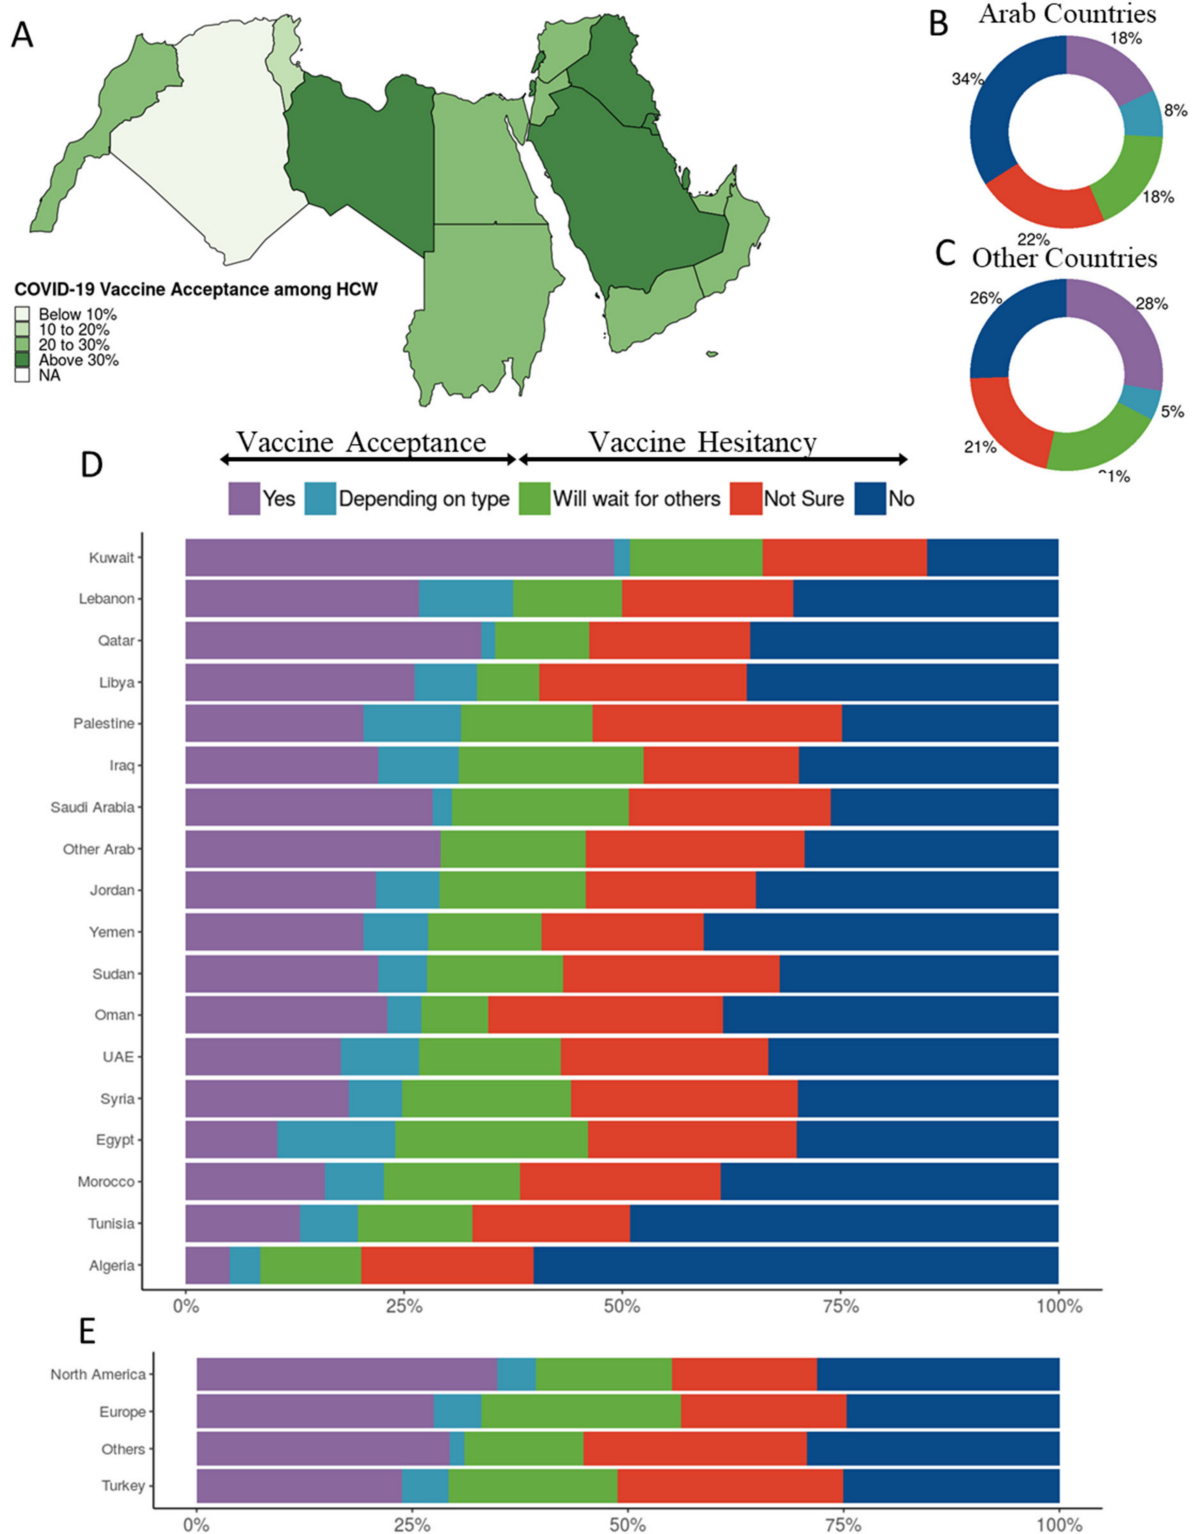 A
COVID-19 Vaccine Acceptance among HCW
Below 10%
10 to 20%
20 to 30%
Above 30%
NA
B
Arab Countries
18%
34%
8%
18%
22%
C
Other Countries
26%
28%
5%
21%
1%
D
Vaccine Acceptance
Vaccine Hesitancy
Yes
Depending on type
Will wait for others
Not Sure
No
Kuwait
Lebanon
Qatar
Libya
Palestine
Iraq
Saudi Arabia
Other Arab
Jordan
Yemen
Sudan
Oman
UAE
Syria
Egypt
Morocco
Tunisia
Algeria
0% 25% 50% 75% 100%
E
North America
Europe
Others
Turkey
0% 25% 50% 75% 100%